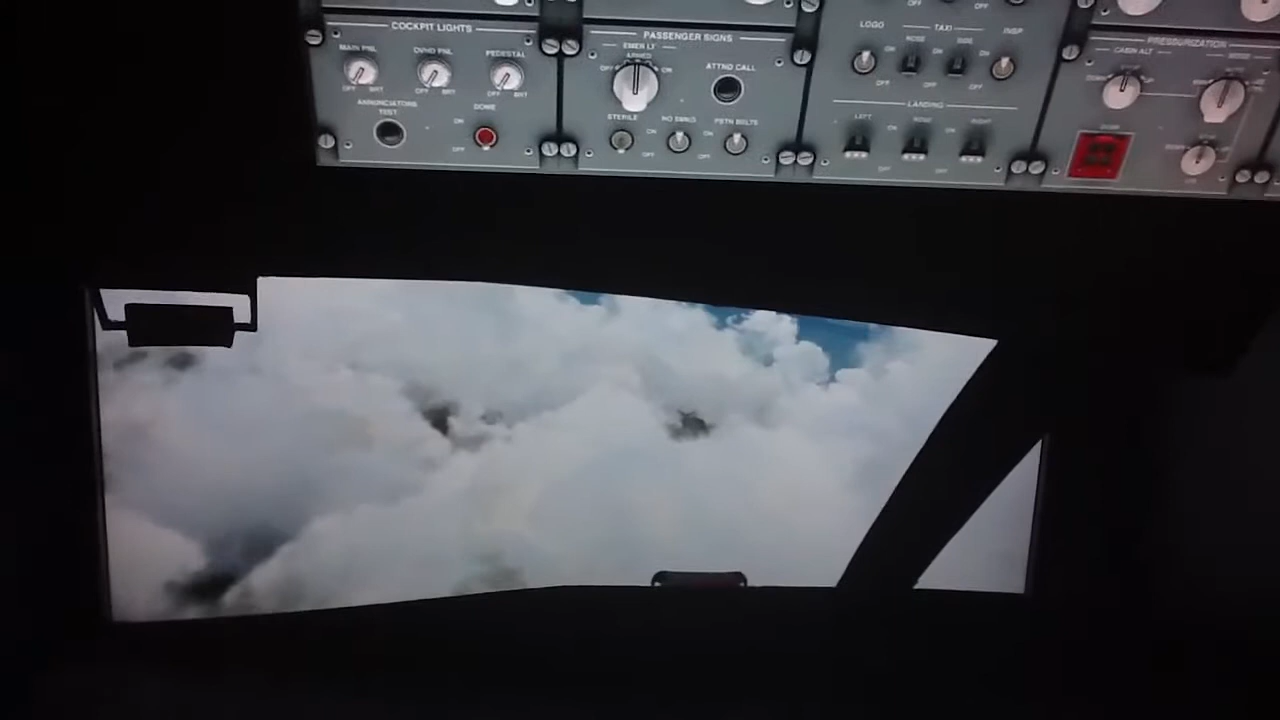 OFF
OFF
COCKPIT LIGHTS
MAIN PNL
OVHD PNL
PEDESTAL
OFF BRT
OFF BRT
OFF BRT
ANNUNCIATORS
TEST
DOME
ON
OFF
PASSENGER SIGNS
EMER LT
ARMED
OFF
ON
ATTND CALL
STERILE
NO SMKG
FSTN BELTS
ON
OFF
ON
OFF
LOGO
TAXI
INSP
NOSE
SIDE
ON
ON
ON
OFF
OFF
OFF
OFF
LANDING
LEFT
NOSE
RIGHT
ON
ON
OFF
OFF
PRESSURIZATION
CABIN ALT
DOWN
UP